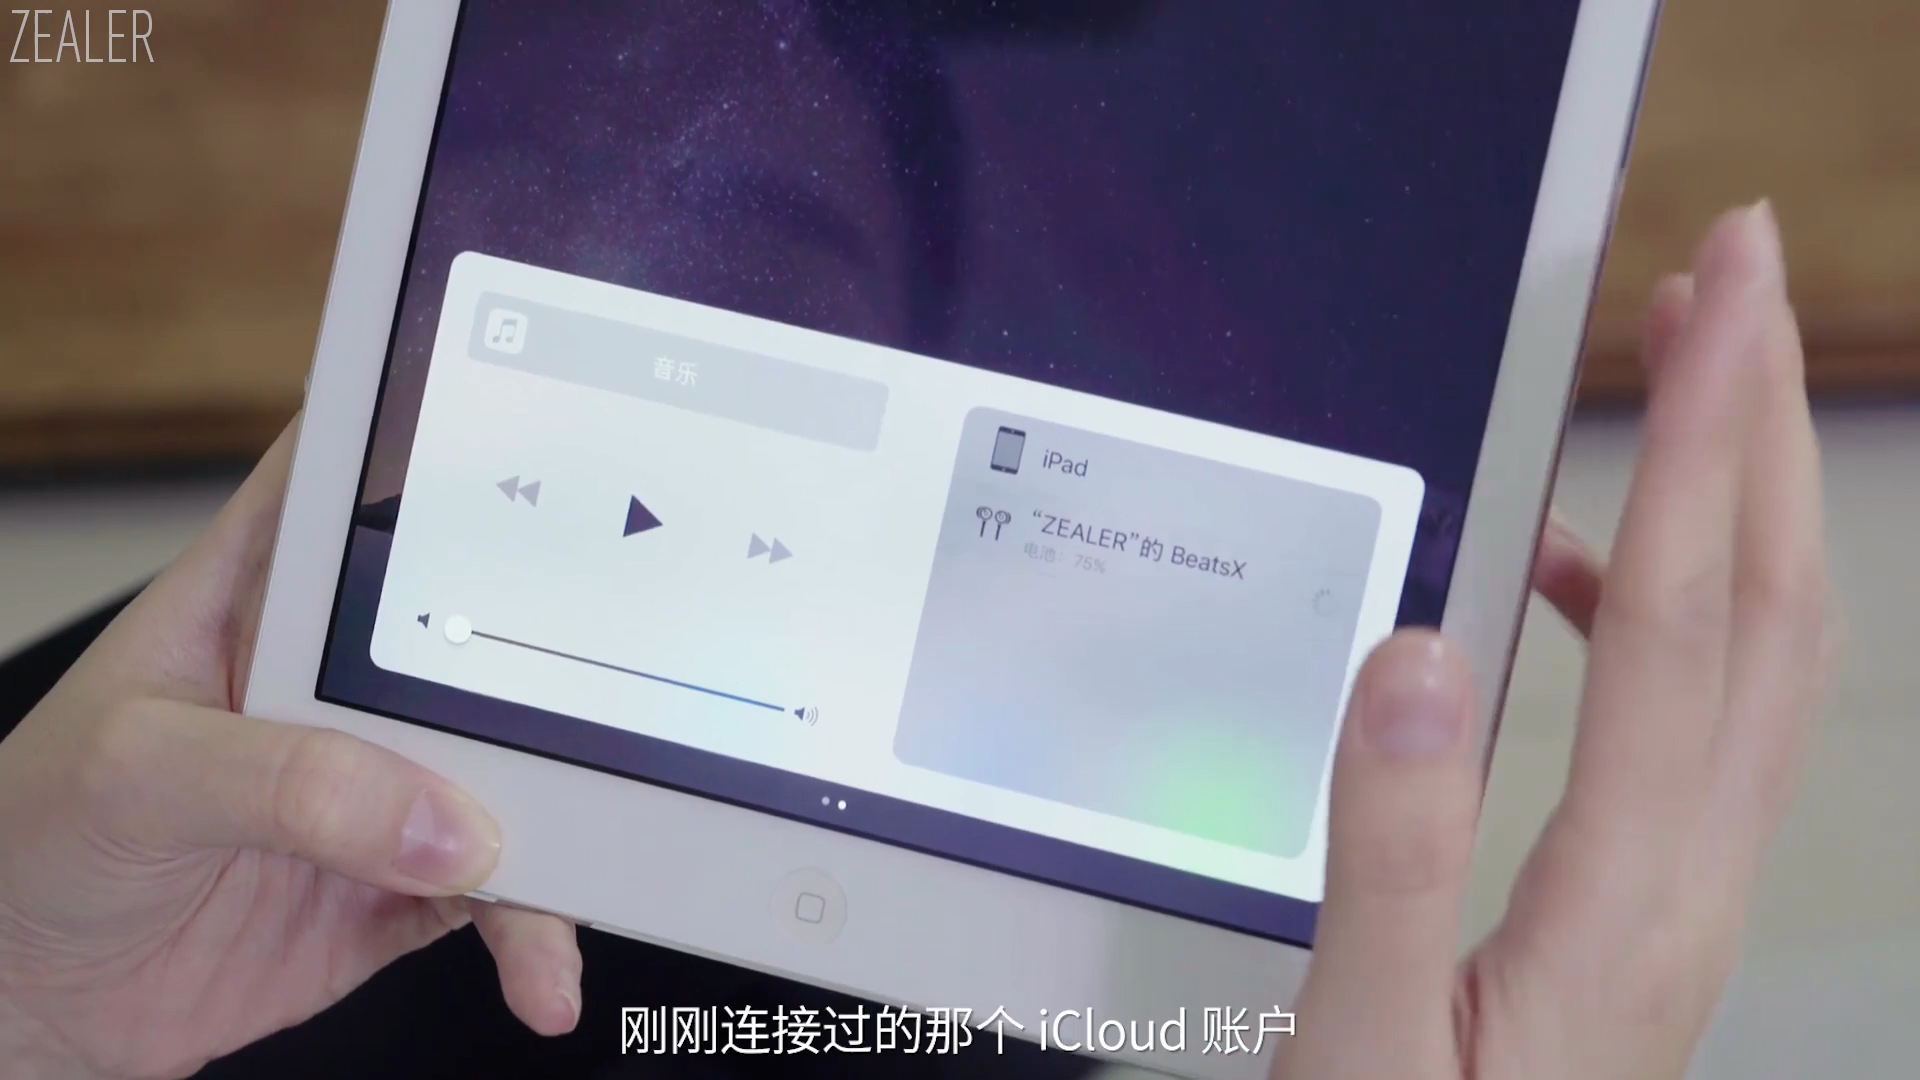 ZEALER
音乐
iPad
“ZEALER”的 BeatsX
电池：75%
刚刚连接过的那个 iCloud 账户